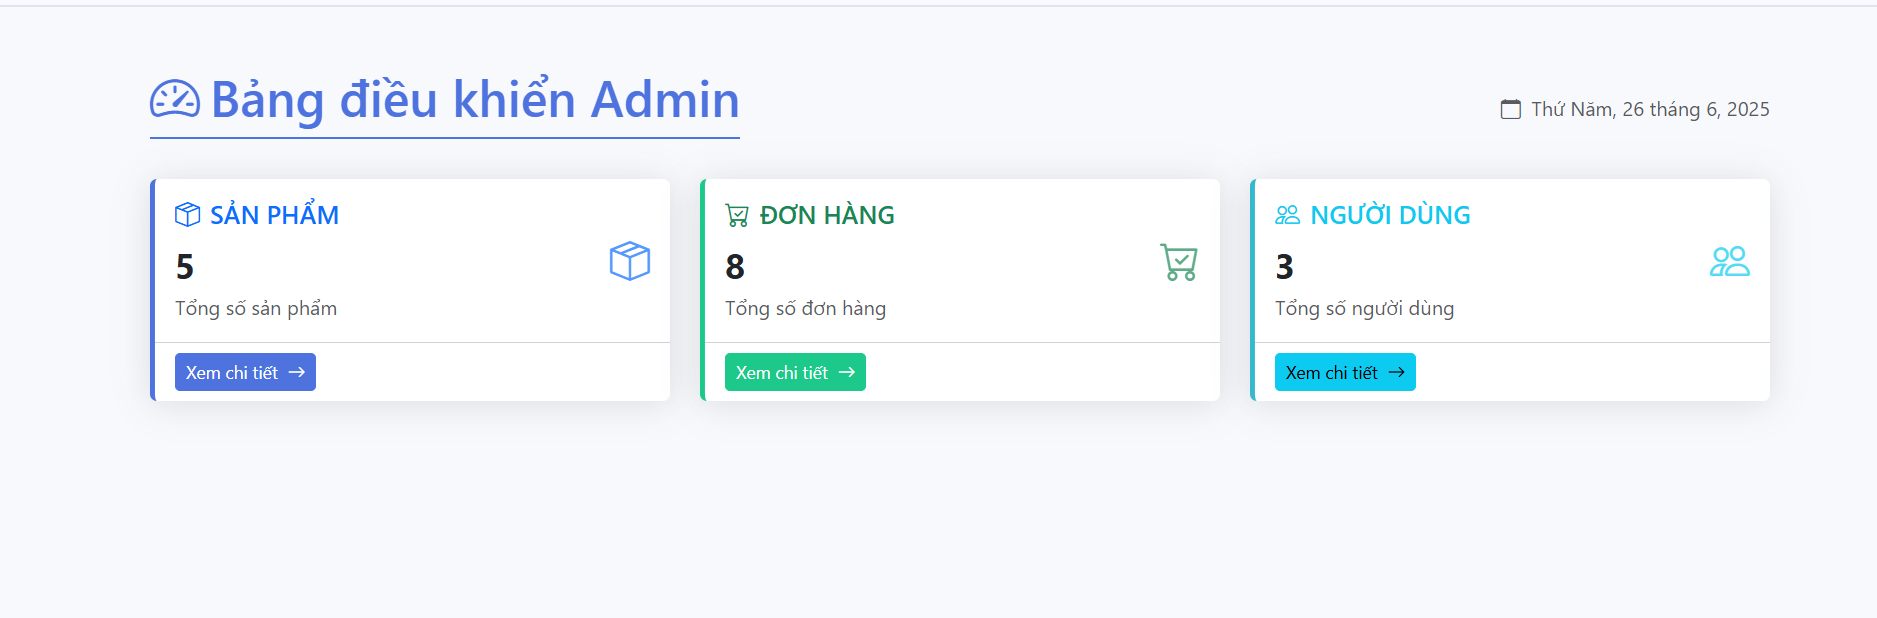 Bảng điều khiển Admin
Thứ Năm, 26 tháng 6, 2025
SẢN PHẨM
5
Tổng số sản phẩm
Xem chi tiết
ĐƠN HÀNG
8
Tổng số đơn hàng
Xem chi tiết
NGƯỜI DÙNG
3
Tổng số người dùng
Xem chi tiết